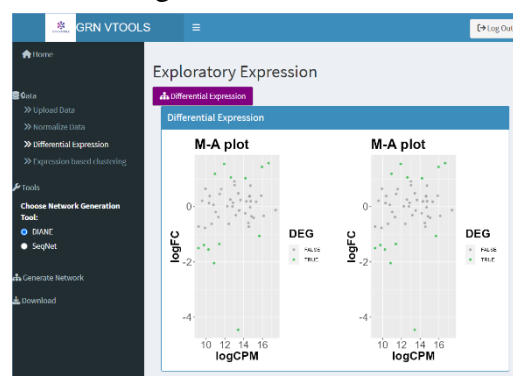 GRN VTOOLS
Log Out
Home
Data
Upload Data
Normalize Data
Differential Expression
Expression based clustering
Tools
Choose Network Generation
Tool:
DIANE
SeqNet
Generate Network
Download
Exploratory Expression
Differential Expression
Differential Expression
M-A plot
logFC
0
-2
-4
10 12 14 16
logCPM
DEG
FALSE
TRUE
M-A plot
logFC
0
-2
-4
10 12 14 16
logCPM
DEG
FALSE
TRUE